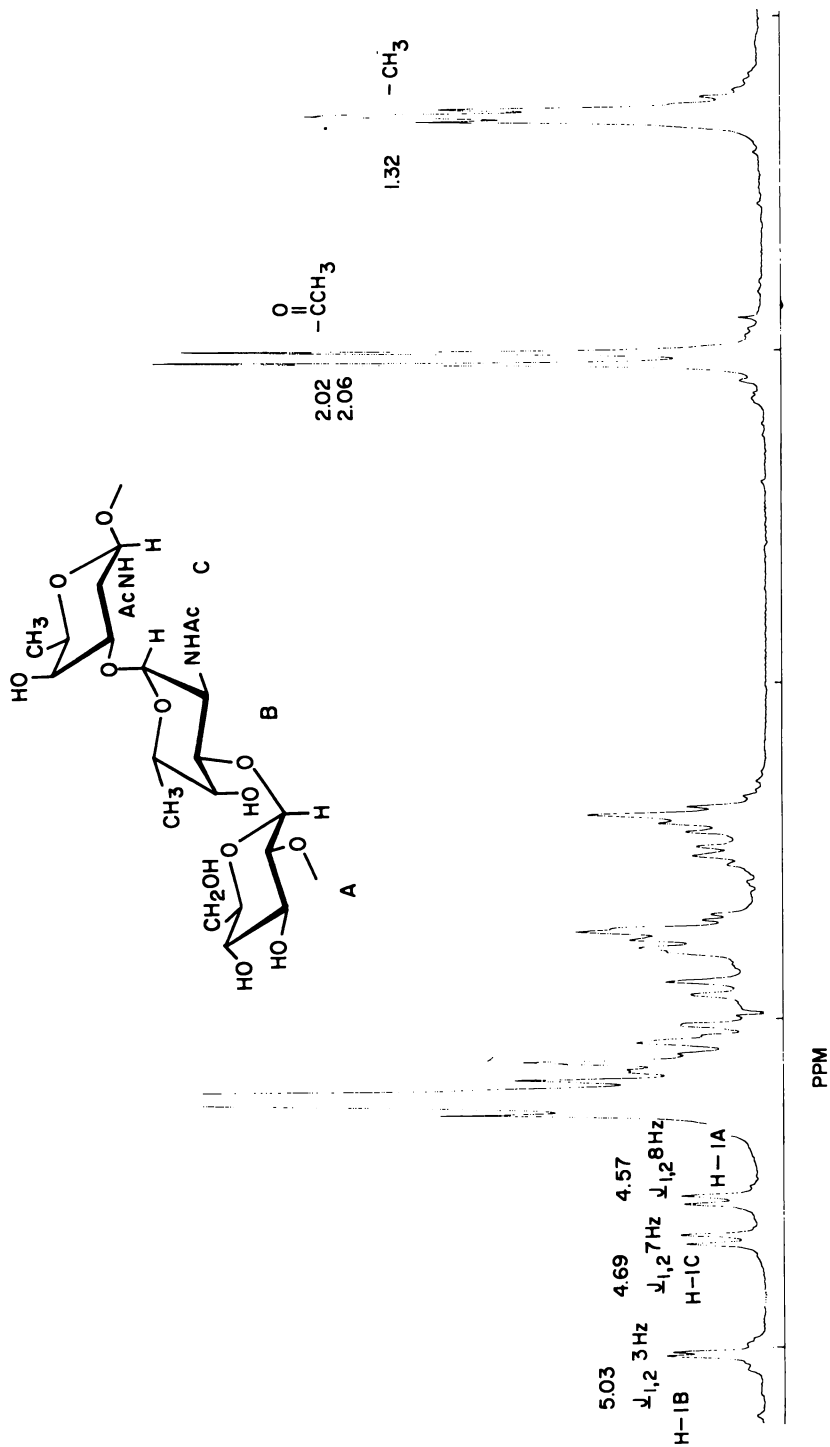 HO
CH₃
O
O
O
AcNH
H
H
O
CH₃
NHAc
C
CH₂OH
O
O
HO
HO
B
HO
O
H
A
O
||
-CCH₃
2.02
2.06
-CH₃
1.32
5.03
J₁,₂ 3Hz
H-1B
4.69
J₁,₂ 7Hz
H-1C
4.57
J₁,₂ 8Hz
H-1A
PPM